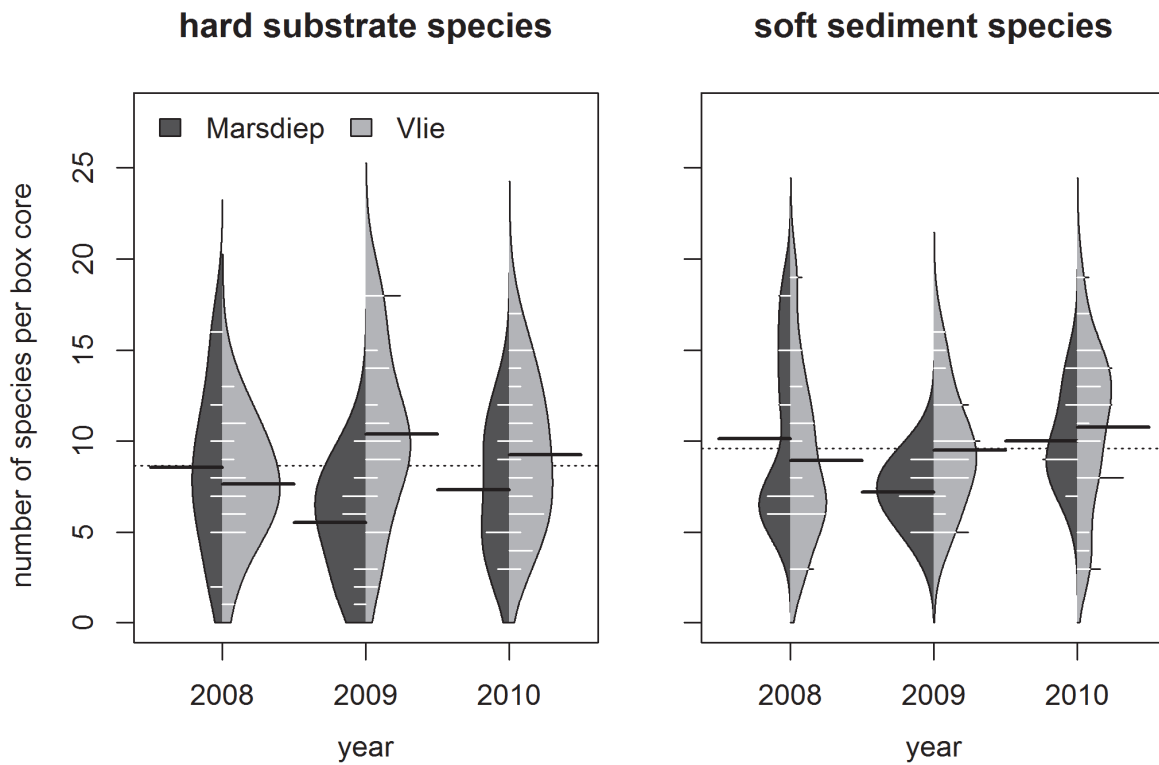 hard substrate species
soft sediment species
Marsdiep
Vlie
number of species per box core
25
20
15
10
5
0
2008 2009 2010
2008 2009 2010
year
year